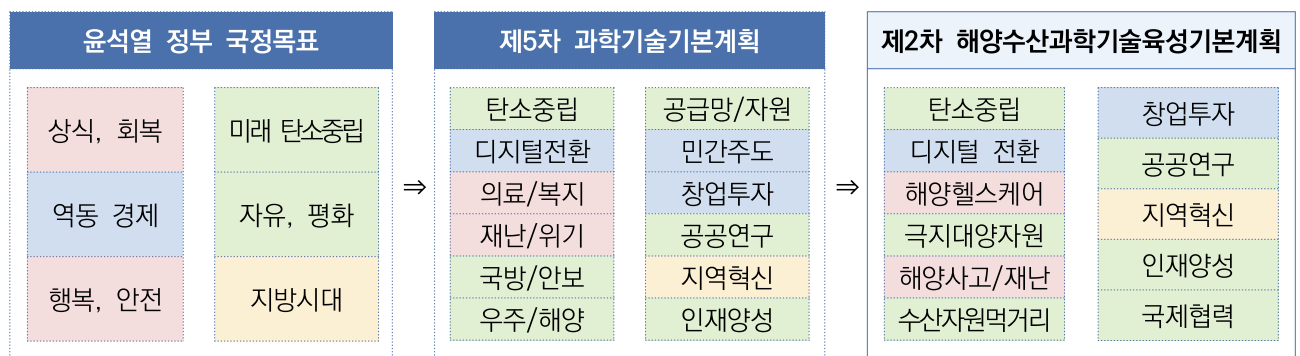 윤석열 정부 국정목표
상식, 회복
역동 경제
행복, 안전
미래 탄소중립
자유, 평화
지방시대
⇒
제5차 과학기술기본계획
탄소중립
디지털전환
의료/복지
재난/위기
국방/안보
우주/해양
공급망/자원
민간주도
창업투자
공공연구
지역혁신
인재양성
⇒
제2차 해양수산과학기술육성기본계획
탄소중립
디지털 전환
해양헬스케어
극지대양자원
해양사고/재난
수산자원먹거리
창업투자
공공연구
지역혁신
인재양성
국제협력